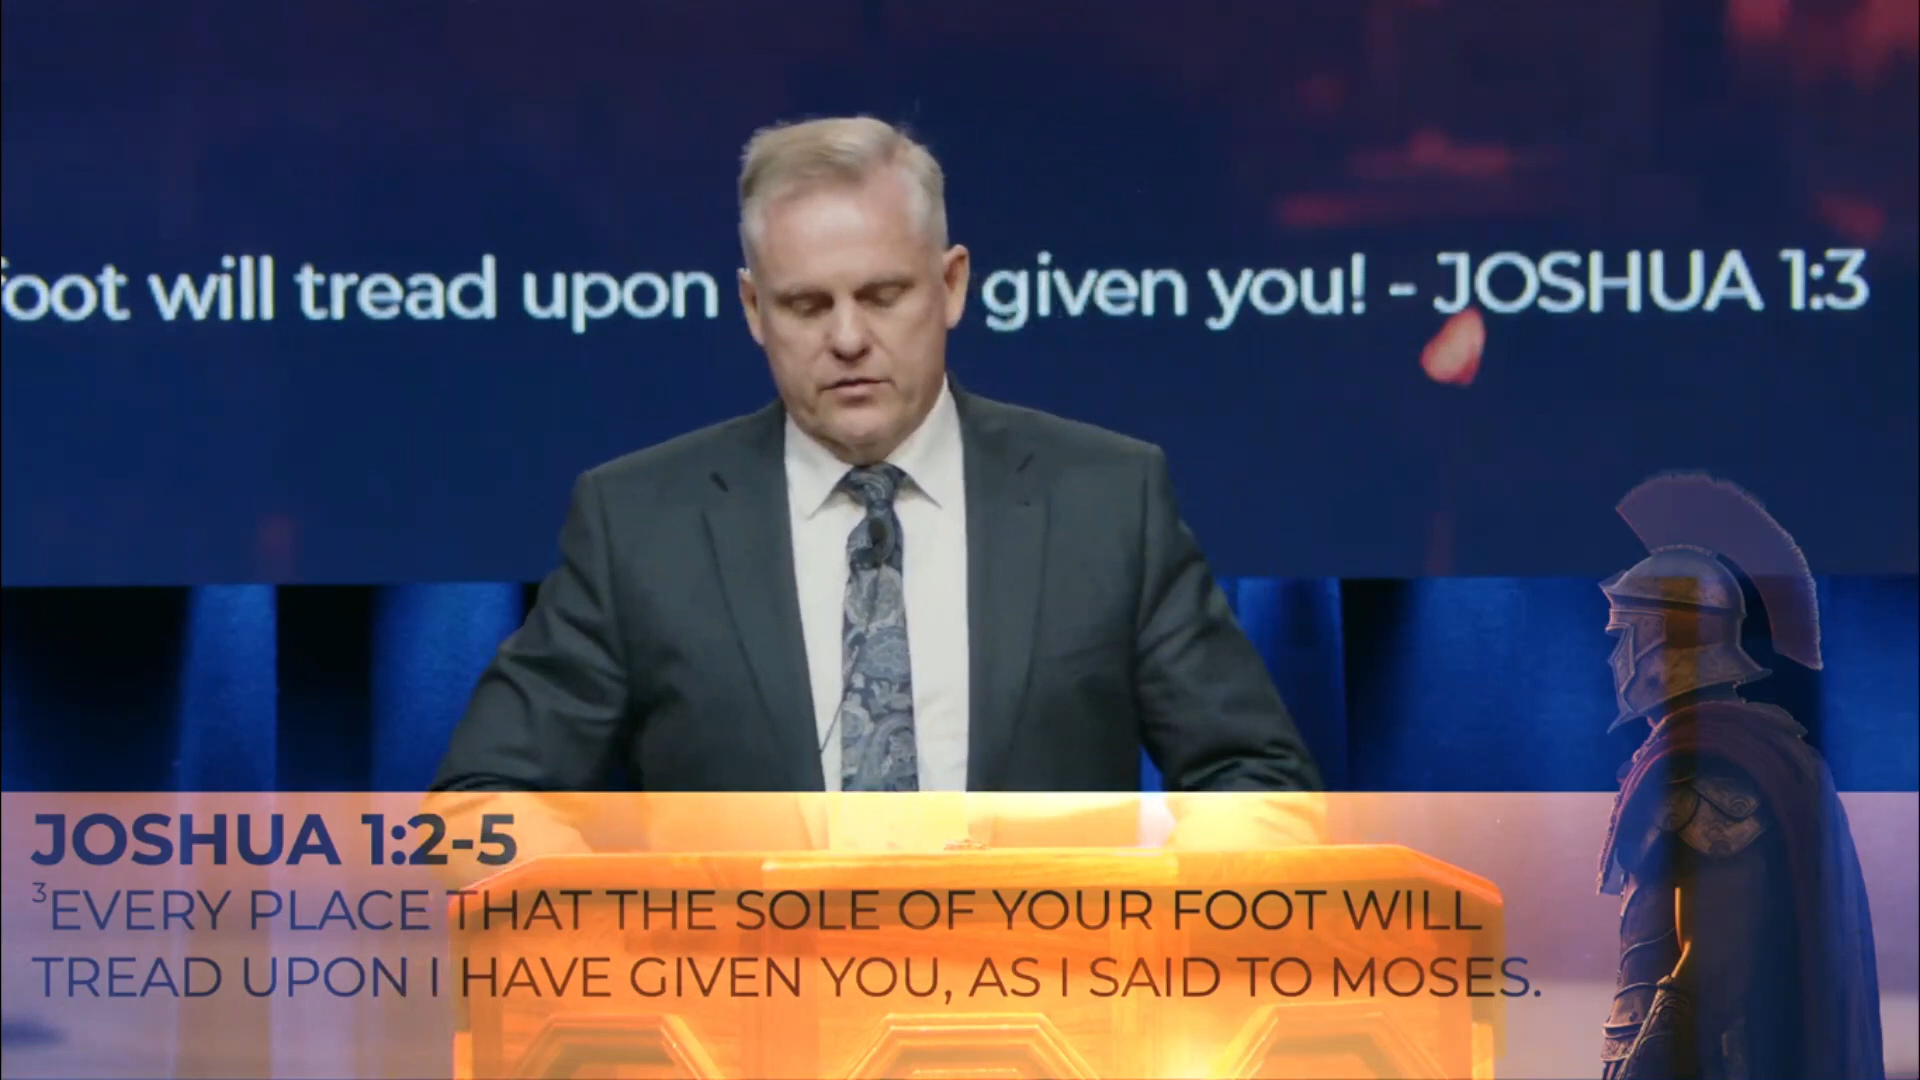 foot will tread upon given you! - JOSHUA 1:3
JOSHUA 1:2-5
³EVERY PLACE THAT THE SOLE OF YOUR FOOT WILL
TREAD UPON I HAVE GIVEN YOU, AS I SAID TO MOSES.